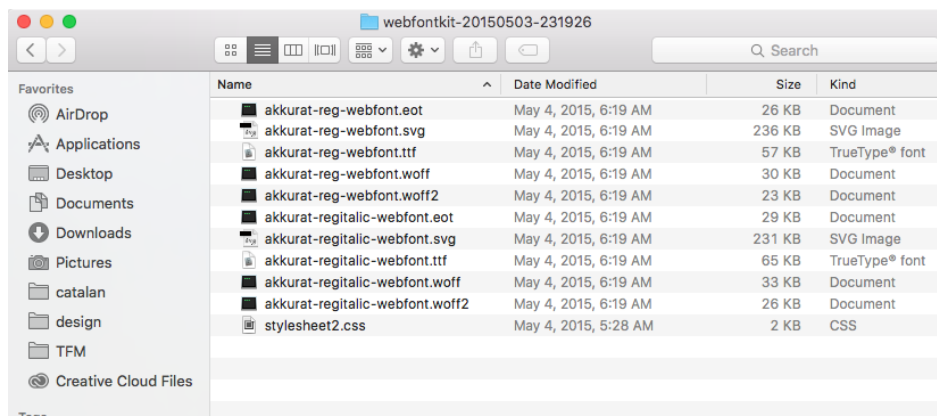 webfontkit-20150503-231926
Search
Favorites
AirDrop
Applications
Desktop
Documents
Downloads
Pictures
catalan
design
TFM
Creative Cloud Files
Name Date Modified Size Kind
akkurat-reg-webfont.eot May 4, 2015, 6:19 AM 26 KB Document
akkurat-reg-webfont.svg May 4, 2015, 6:19 AM 236 KB SVG Image
akkurat-reg-webfont.ttf May 4, 2015, 6:19 AM 57 KB TrueType® font
akkurat-reg-webfont.woff May 4, 2015, 6:19 AM 30 KB Document
akkurat-reg-webfont.woff2 May 4, 2015, 6:19 AM 23 KB Document
akkurat-regitalic-webfont.eot May 4, 2015, 6:19 AM 29 KB Document
akkurat-regitalic-webfont.svg May 4, 2015, 6:19 AM 231 KB SVG Image
akkurat-regitalic-webfont.ttf May 4, 2015, 6:19 AM 65 KB TrueType® font
akkurat-regitalic-webfont.woff May 4, 2015, 6:19 AM 33 KB Document
akkurat-regitalic-webfont.woff2 May 4, 2015, 6:19 AM 26 KB Document
stylesheet2.css May 4, 2015, 5:28 AM 2 KB CSS